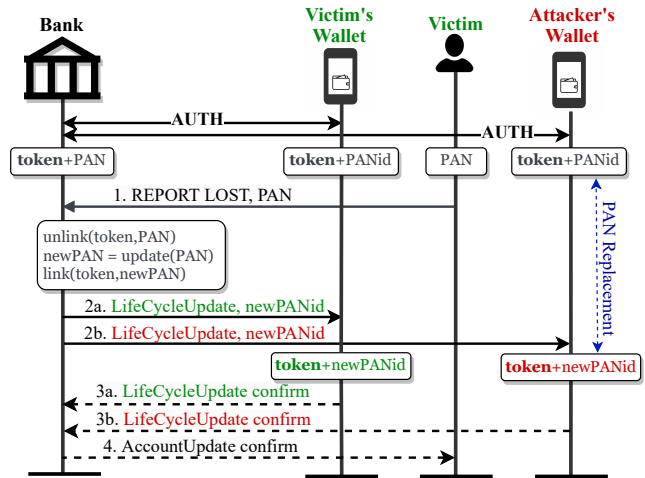 Bank
Victim's
Wallet
Victim
Attacker's
Wallet
AUTH
AUTH
token+PAN
token+PANid
PAN
token+PANid
1. REPORT LOST, PAN
PAN Replacement
unlink(token,PAN)
newPAN = update(PAN)
link(token,newPAN)
2a. LifeCycleUpdate, newPANid
2b. LifeCycleUpdate, newPANid
token+newPANid
token+newPANid
3a. LifeCycleUpdate confirm
3b. LifeCycleUpdate confirm
4. AccountUpdate confirm